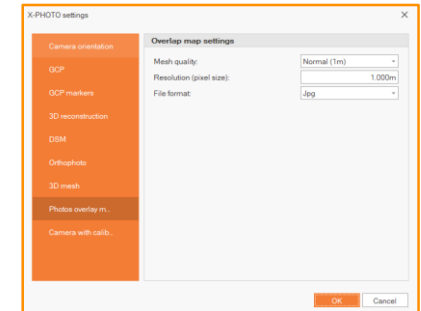 X-PHOTO settings
Camera orientation
GCP
GCP markers
3D reconstruction
DSM
Orthophoto
3D mesh
Photos overlay m...
Camera with calib...
Overlap map settings
Mesh quality: Normal (1m)
Resolution (pixel size): 1.000m
File format: Jpg
OK Cancel